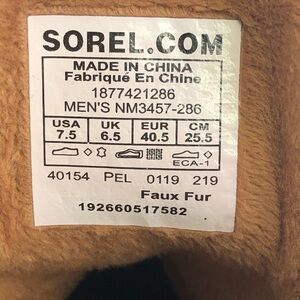 SOREL.COM
MADE IN CHINA
Fabriqué En Chine
1877421286
MEN'S NM3457-286
USA UK EUR CM
7.5 6.5 40.5 25.5
ECA-1
40154 PEL 0119 219
Faux Fur
192660517582